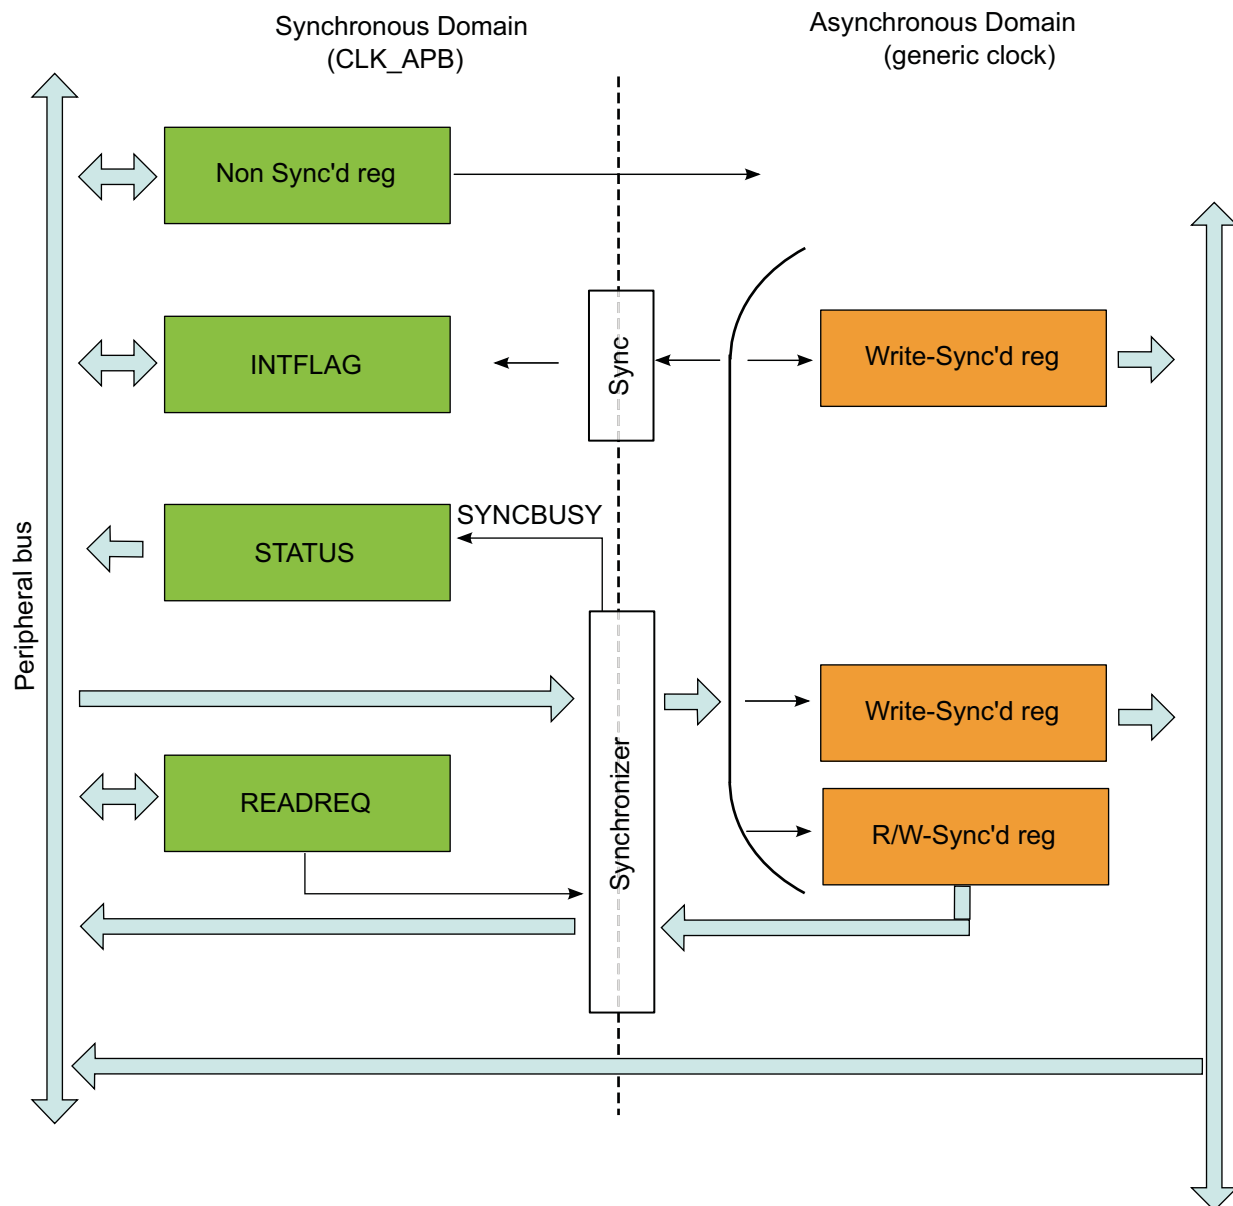 Synchronous Domain
(CLK_APB)
Asynchronous Domain
(generic clock)
Non Sync'd reg
INTFLAG
Sync
Write-Sync'd reg
SYNCBUSY
STATUS
Peripheral bus
Write-Sync'd reg
Synchronizer
READREQ
R/W-Sync'd reg